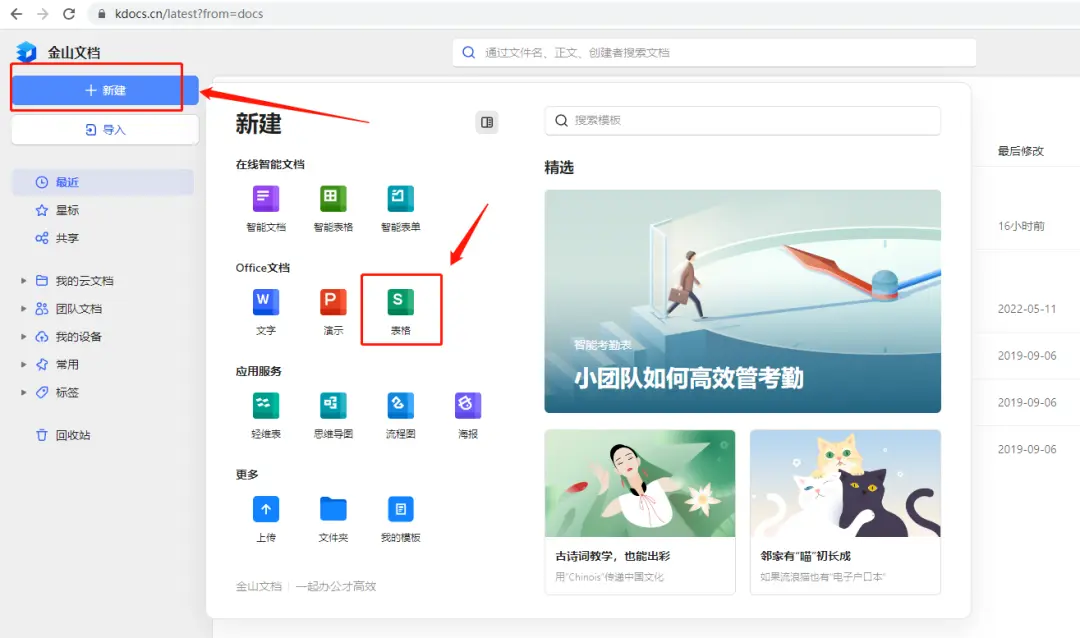 kdocs.cn/latest?from=docs
金山文档
通过文件名、正文、创建者搜索文档
新建
导入
最近
星标
共享
我的云文档
团队文档
我的设备
常用
标签
回收站
新建
在线智能文档
智能文档
智能表格
智能表单
Office文档
W
文字
P
演示
S
表格
应用服务
轻维表
思维导图
流程图
海报
更多
上传
文件夹
我的模板
金山文档 | 一起办公才高效
搜索模板
精选
智能考勤表
小团队如何高效管考勤
古诗词教学，也能出彩
用"Chinois"传递中国文化
邻家有"瞄"初长成
如果流浪猫也有"电子户口本"
最后修改
16小时前
2022-05-11
2019-09-06
2019-09-06
2019-09-06